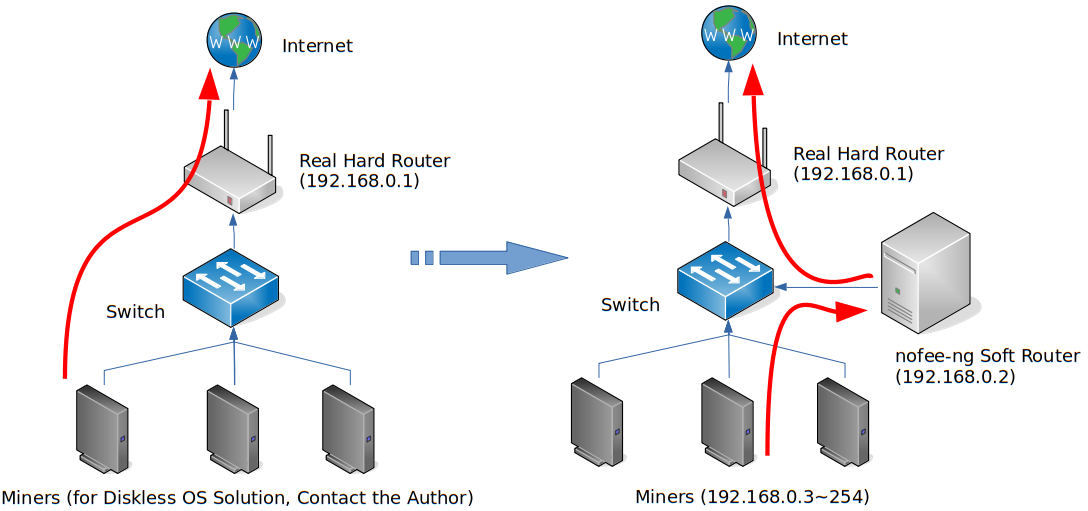 WWW
Internet
Real Hard Router
(192.168.0.1)
Switch
Miners (for Diskless OS Solution, Contact the Author)
WWW
Internet
Real Hard Router
(192.168.0.1)
Switch
nofee-ng Soft Router
(192.168.0.2)
Miners (192.168.0.3~254)